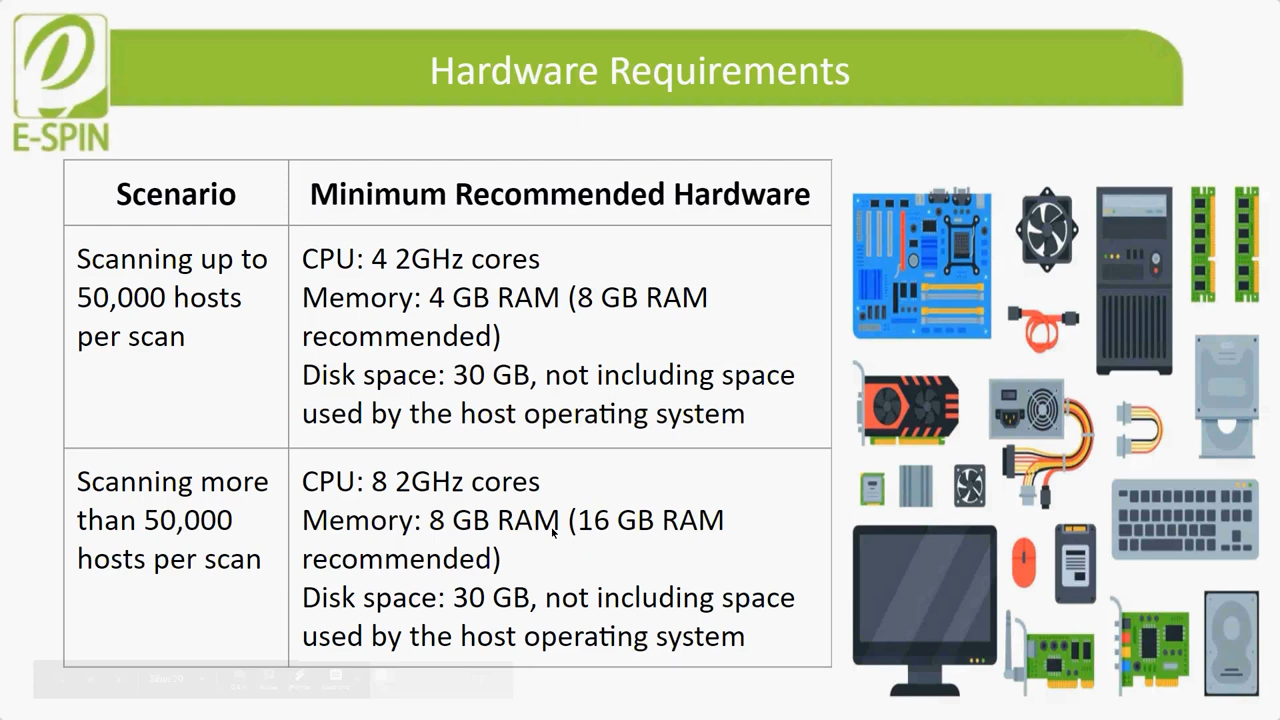 Hardware Requirements
E-SPIN
Scenario
Minimum Recommended Hardware
Scanning up to
50,000 hosts
per scan
CPU: 4 2GHz cores
Memory: 4 GB RAM (8 GB RAM
recommended)
Disk space: 30 GB, not including space
used by the host operating system
Scanning more
than 50,000
hosts per scan
CPU: 8 2GHz cores
Memory: 8 GB RAM (16 GB RAM
recommended)
Disk space: 30 GB, not including space
used by the host operating system